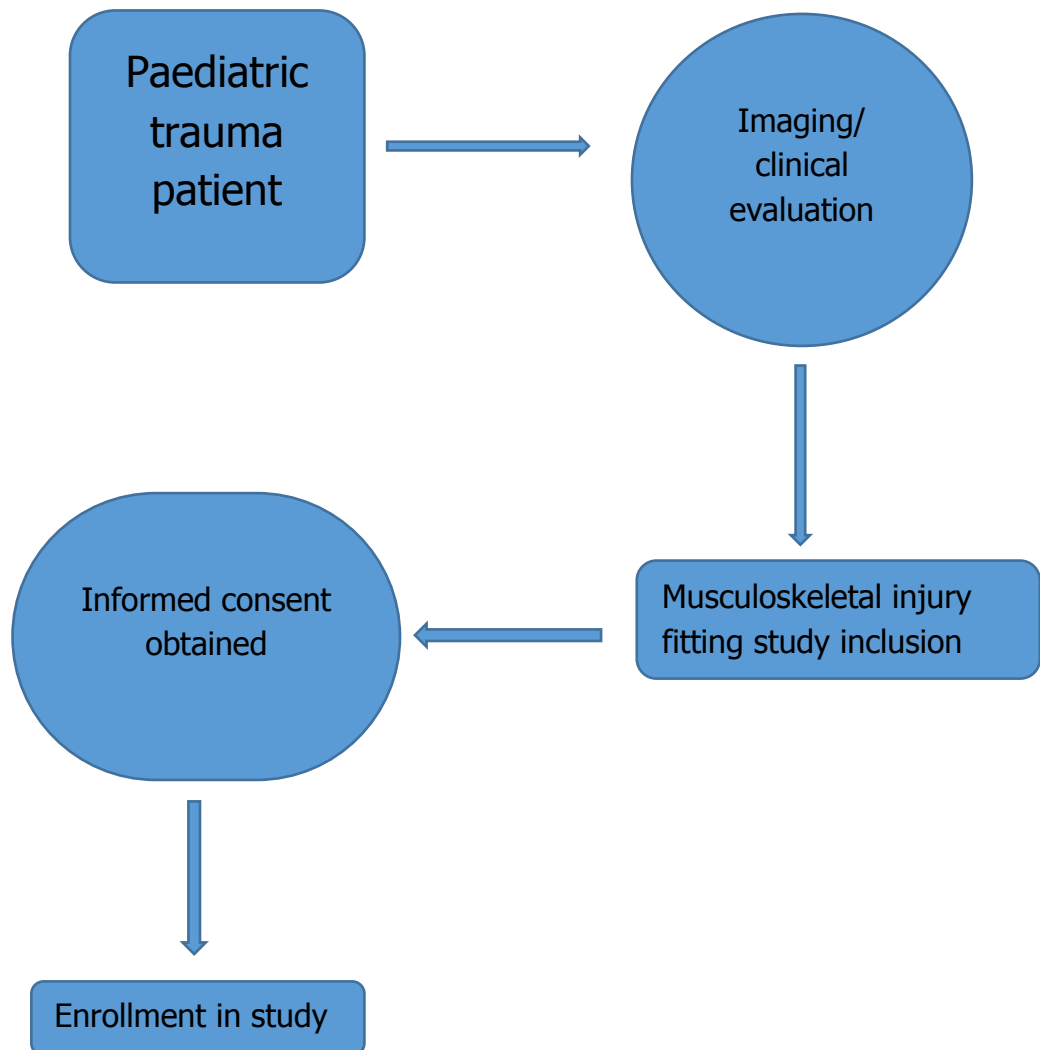 Paediatric
trauma
patient
Imaging/
clinical
evaluation
Musculoskeletal injury
fitting study inclusion
Informed consent
obtained
Enrollment in study